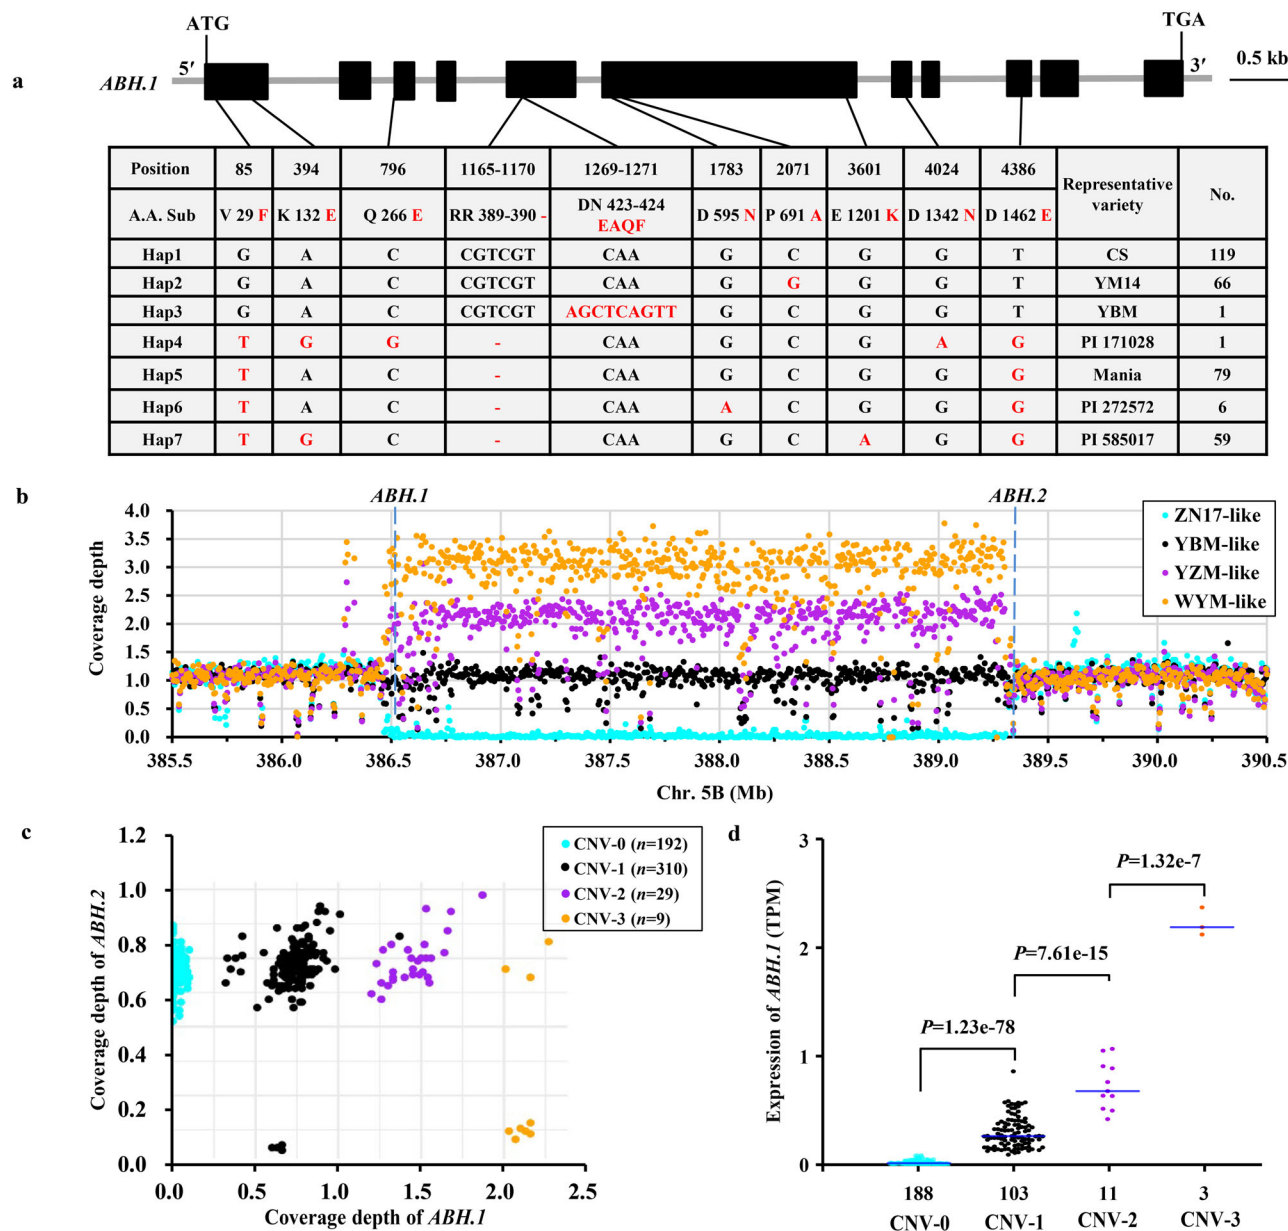 a
ATG
TGA
5′
3′
0.5 kb
ABH.1
Position 85 394 796 1165-1170 1269-1271 1783 2071 3601 4024 4386 Representative variety No.
A.A. Sub V 29 F K 132 E Q 266 E RR 389-390 - DN 423-424 EAQF D 595 N P 691 A E 1201 K D 1342 N D 1462 E
Hap1 G A C CGTCGT CAA G C G G T CS 119
Hap2 G A C CGTCGT CAA G G G G T YM14 66
Hap3 G A C CGTCGT AGCTCAGTT G C G G T YBM 1
Hap4 T G G - CAA G C G A G PI 171028 1
Hap5 T A C - CAA G C G G G Mania 79
Hap6 T A C - CAA A C G G G PI 272572 6
Hap7 T G C - CAA G C A G G PI 585017 59
b
ABH.1
ABH.2
Coverage depth
4.0
3.5
3.0
2.5
2.0
1.5
1.0
0.5
0.0
ZN17-like
YBM-like
YZM-like
WYM-like
385.5 386.0 386.5 387.0 387.5 388.0 388.5 389.0 389.5 390.0 390.5
Chr. 5B (Mb)
c
Coverage depth of ABH.2
1.2
1.0
0.8
0.6
0.4
0.2
0.0
CNV-0 (n=192)
CNV-1 (n=310)
CNV-2 (n=29)
CNV-3 (n=9)
0.0 0.5 1.0 1.5 2.0 2.5
Coverage depth of ABH.1
d
Expression of ABH.1 (TPM)
3
2
1
0
P=1.32e-7
P=7.61e-15
P=1.23e-78
188 103 11 3
CNV-0 CNV-1 CNV-2 CNV-3